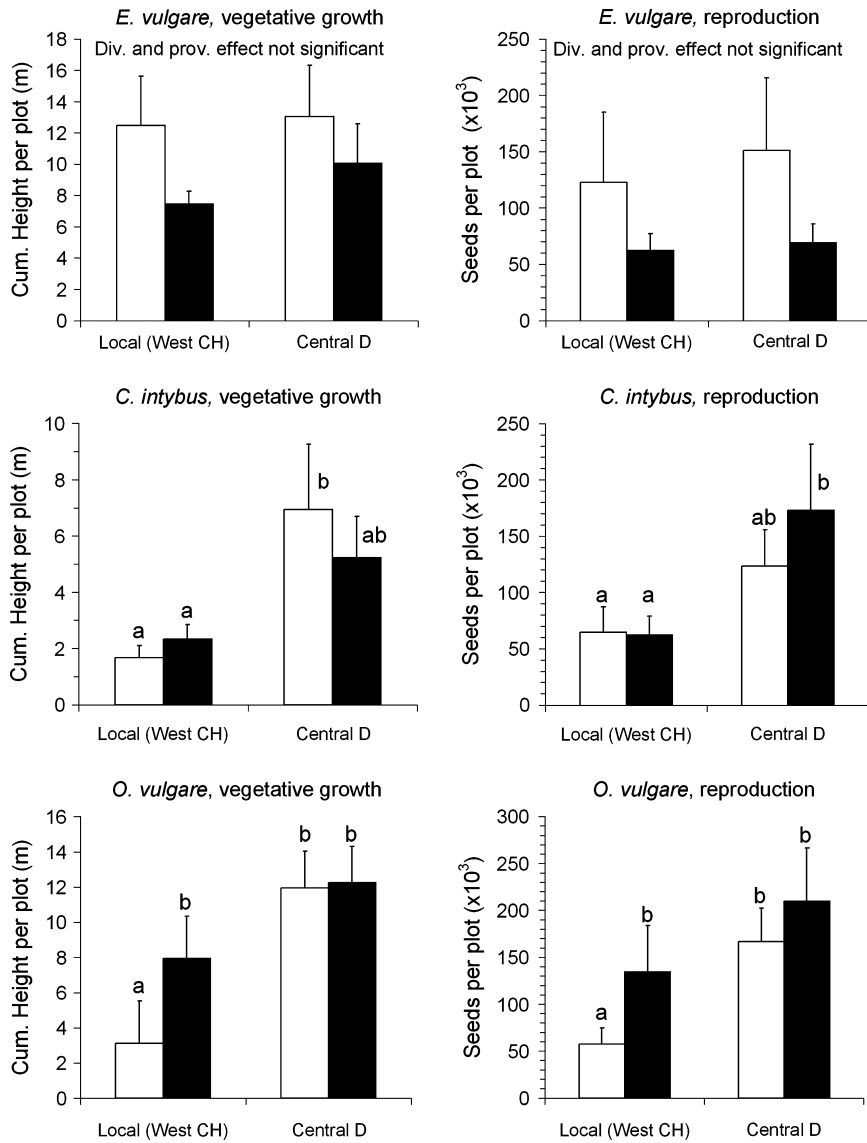 E. vulgare, vegetative growth
Div. and prov. effect not significant
Cum. Height per plot (m)
18
16
14
12
10
8
6
4
2
0
Local (West CH) Central D
E. vulgare, reproduction
Div. and prov. effect not significant
Seeds per plot (x10³)
250
200
150
100
50
0
Local (West CH) Central D
C. intybus, vegetative growth
Cum. Height per plot (m)
10
8
6
4
2
0
a a b ab
Local (West CH) Central D
C. intybus, reproduction
Seeds per plot (x10³)
250
200
150
100
50
0
a a ab b
Local (West CH) Central D
O. vulgare, vegetative growth
Cum. Height per plot (m)
16
14
12
10
8
6
4
2
0
a b b b
Local (West CH) Central D
O. vulgare, reproduction
Seeds per plot (x10³)
300
250
200
150
100
50
0
a b b b
Local (West CH) Central D